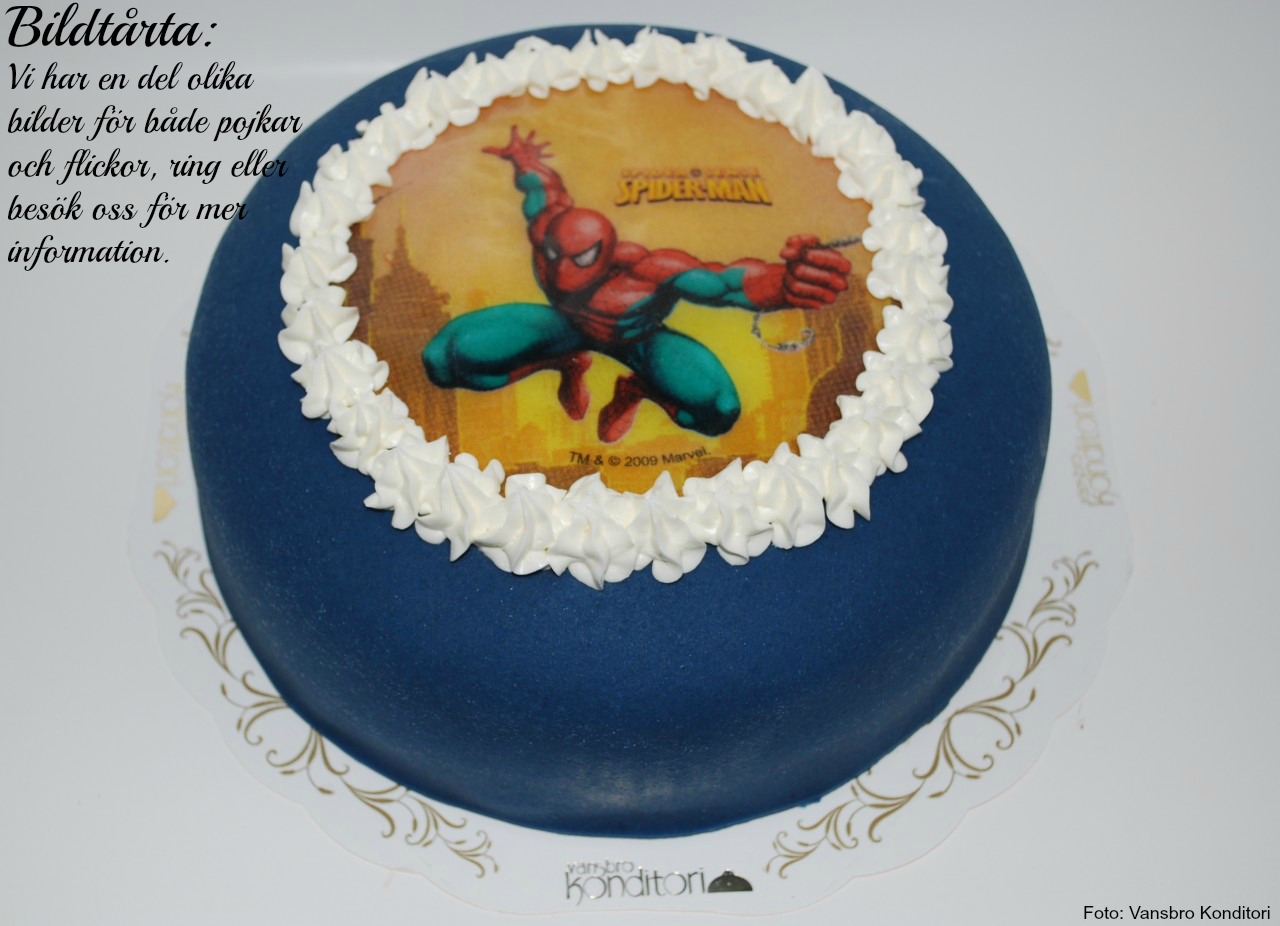 Bildtårta:
Vi har en del olika
bilder för både pojkar
och flickor, ring eller
besök oss för mer
information.
SPIDER-MAN
TM & © 2009 Marvel.
vansbro
konditori
Foto: Vansbro Konditori